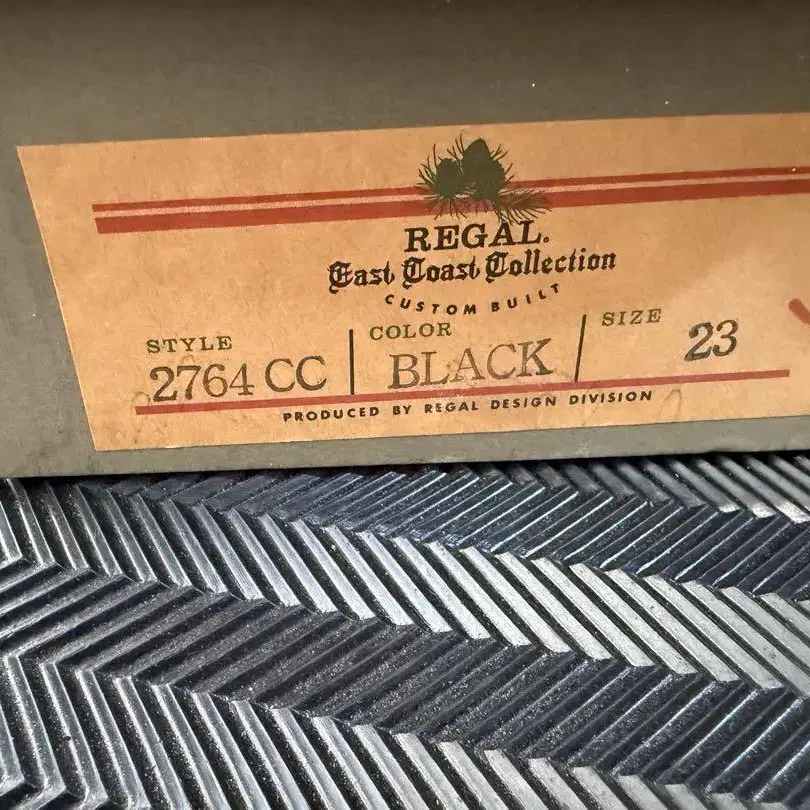 REGAL.
East Coast Collection
CUSTOM BUILT
STYLE COLOR SIZE
2764 CC BLACK 23
PRODUCED BY REGAL DESIGN DIVISION